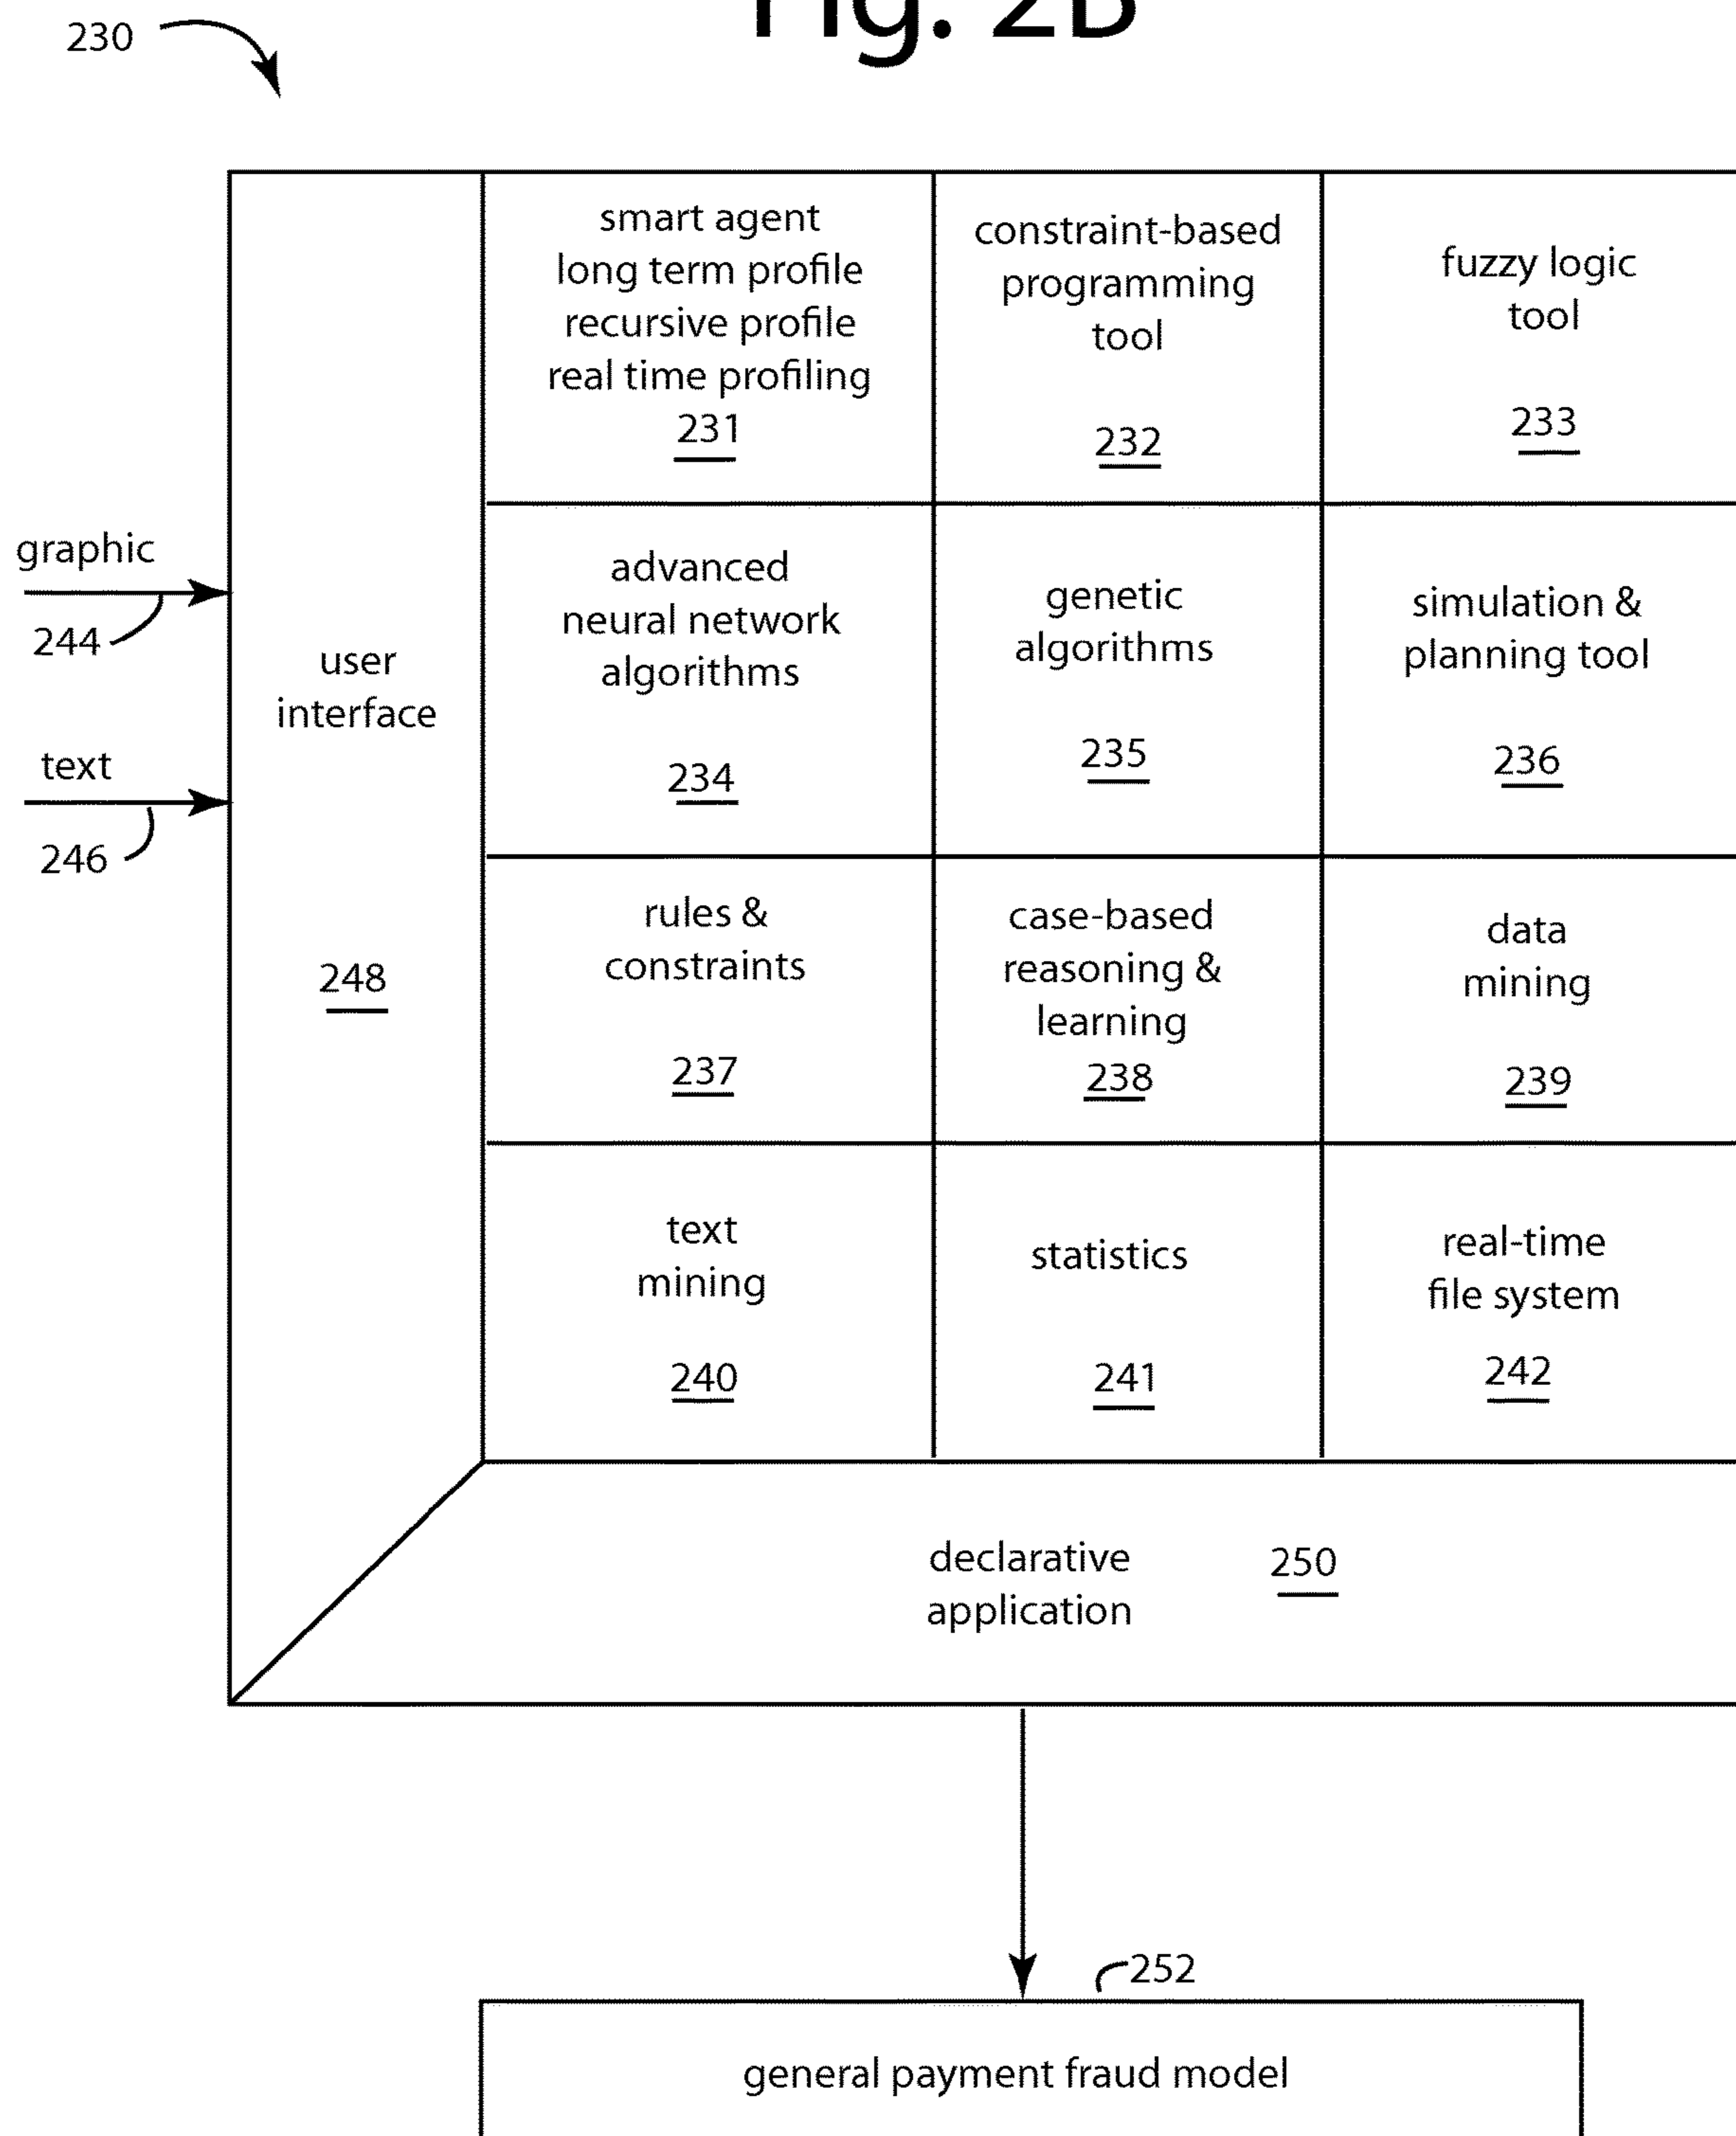 Fig. 2B
230
smart agent
long term profile
recursive profile
real time profiling
231
constraint-based
programming
tool
232
fuzzy logic
tool
233
graphic
244
text
246
user
interface
248
advanced
neural network
algorithms
234
genetic
algorithms
235
simulation &
planning tool
236
rules &
constraints
237
case-based
reasoning &
learning
238
data
mining
239
text
mining
240
statistics
241
real-time
file system
242
declarative
application
250
252
general payment fraud model